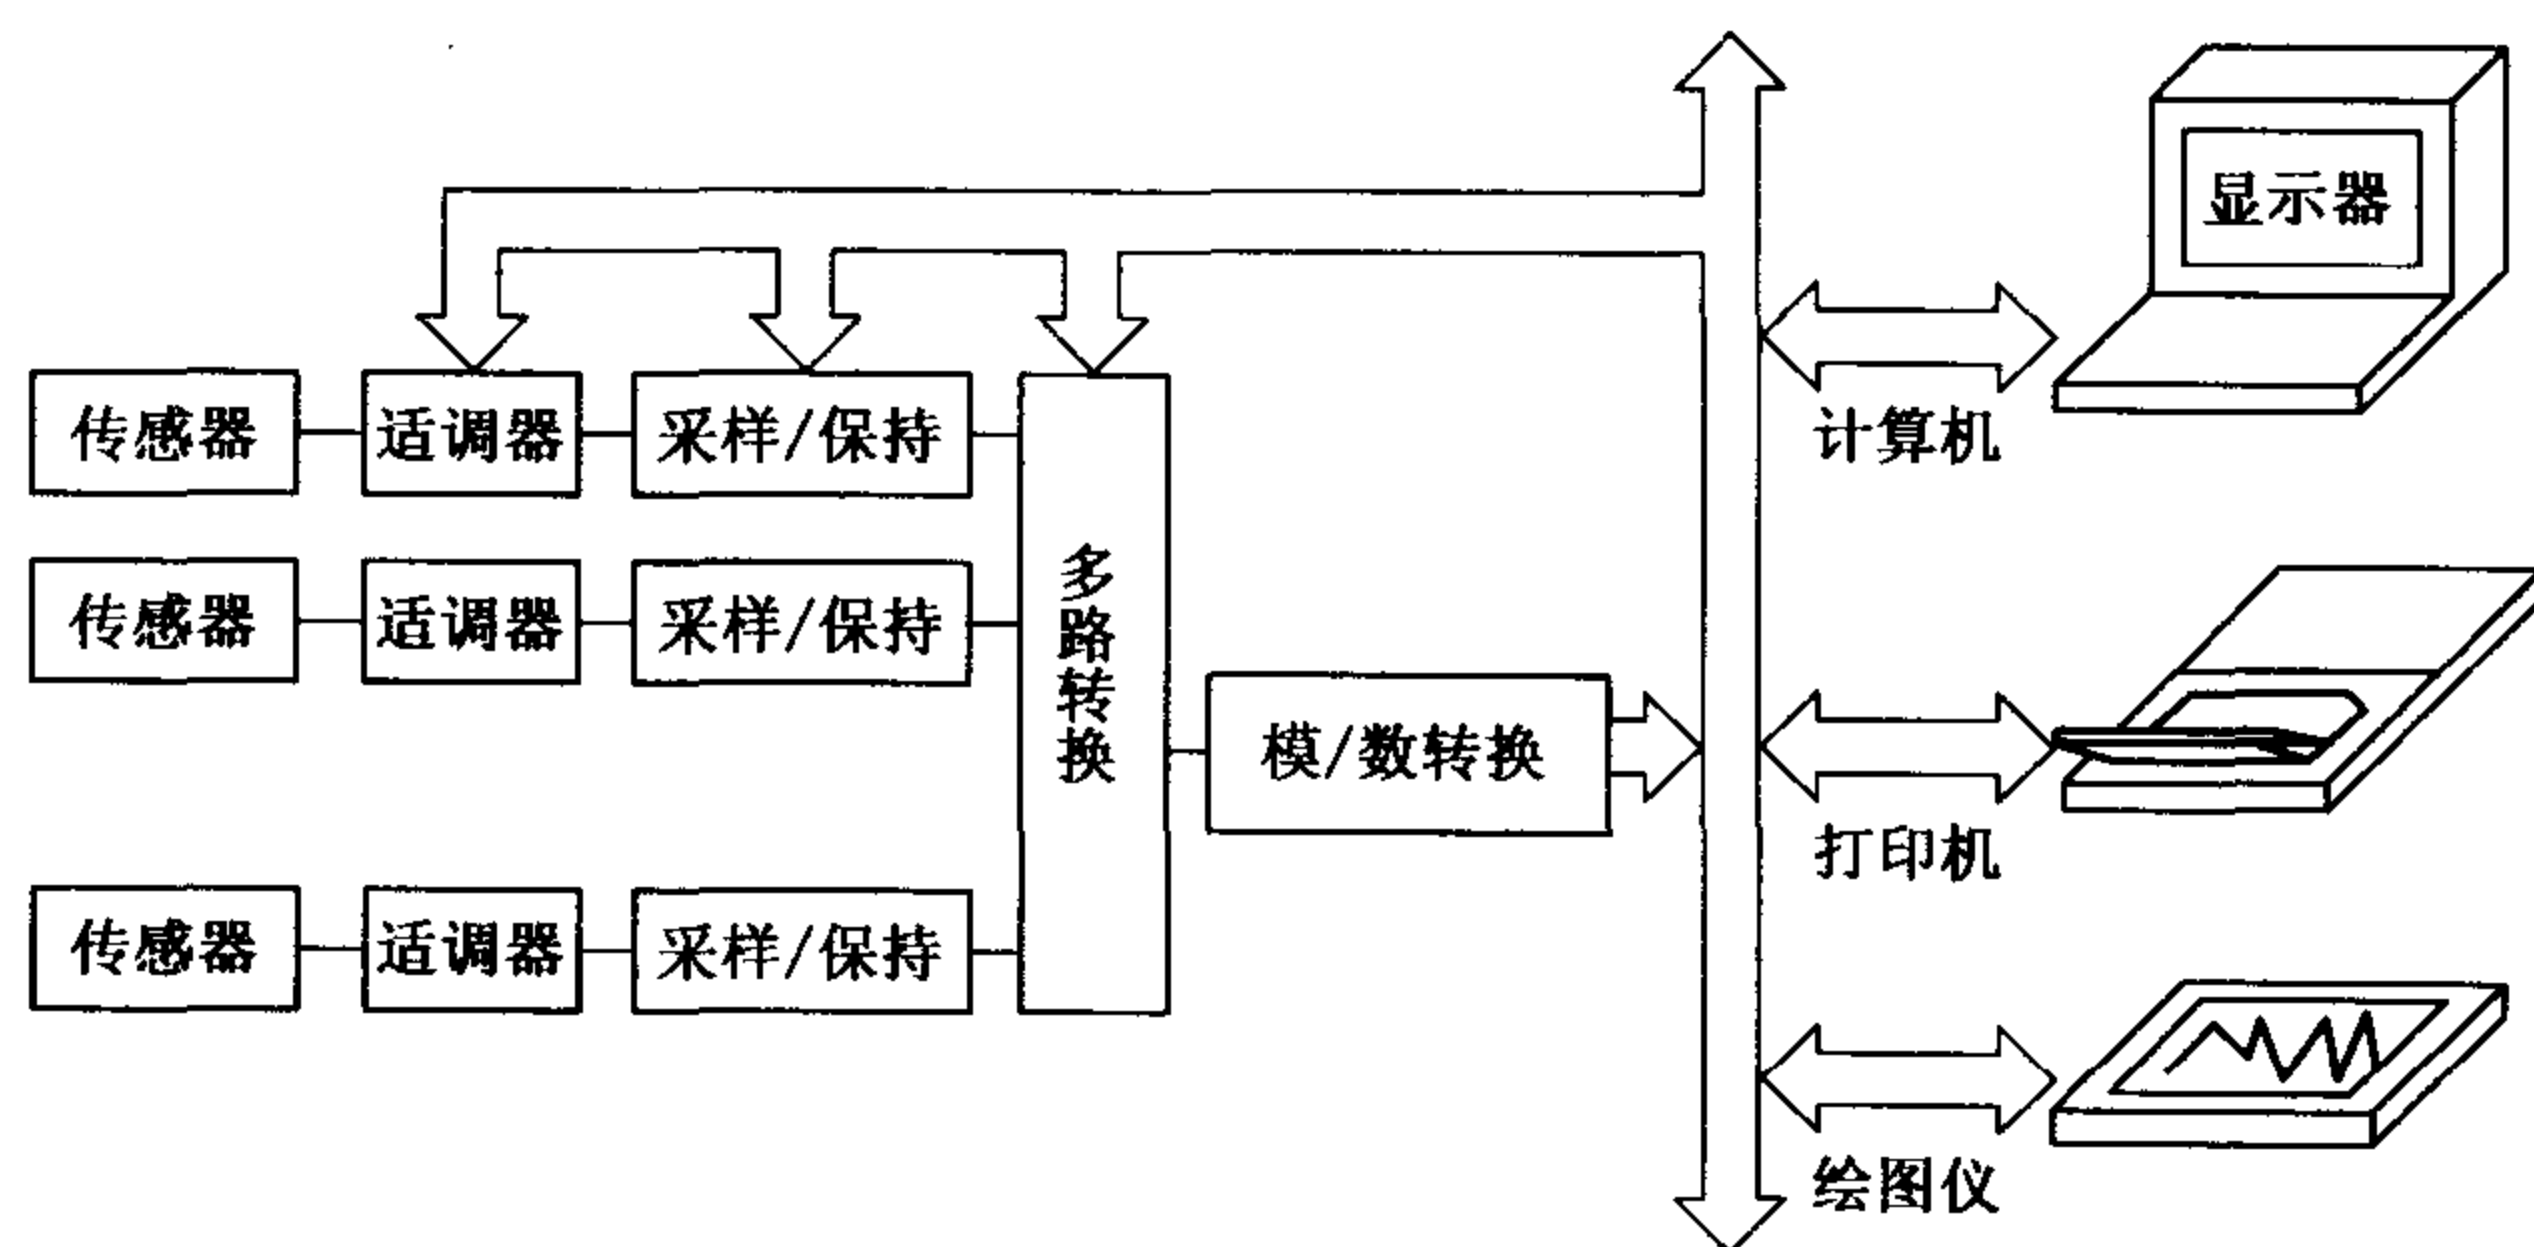 显示器
传感器
适调器
采样/保持
计算机
传感器
适调器
采样/保持
多路转换
模/数转换
打印机
传感器
适调器
采样/保持
绘图仪